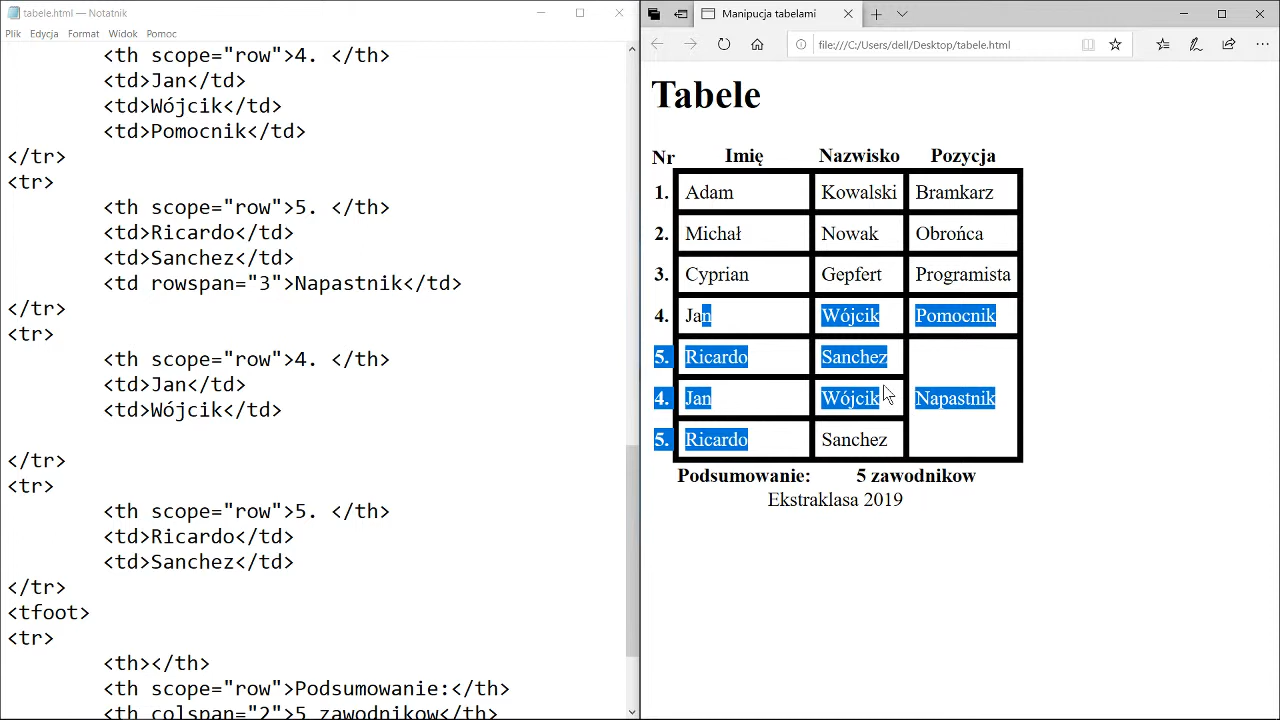 tabele.html — Notatnik
Plik Edycja Format Widok Pomoc
<th scope="row">4. </th>
<td>Jan</td>
<td>Wójcik</td>
<td>Pomocnik</td>
</tr>
<tr>
<th scope="row">5. </th>
<td>Ricardo</td>
<td>Sanchez</td>
<td rowspan="3">Napastnik</td>
</tr>
<tr>
<th scope="row">4. </th>
<td>Jan</td>
<td>Wójcik</td>
</tr>
<tr>
<th scope="row">5. </th>
<td>Ricardo</td>
<td>Sanchez</td>
</tr>
<tfoot>
<tr>
<th></th>
<th scope="row">Podsumowanie:</th>
<th colspan="2">5 zawodnikow</th>
Manipucja tabelami
file:///C:/Users/dell/Desktop/tabele.html
Tabele
Nr Imię Nazwisko Pozycja
1. Adam Kowalski Bramkarz
2. Michał Nowak Obrońca
3. Cyprian Gepfert Programista
4. Jan Wójcik Pomocnik
5. Ricardo Sanchez
4. Jan Wójcik Napastnik
5. Ricardo Sanchez
Podsumowanie: 5 zawodnikow
Ekstraklasa 2019